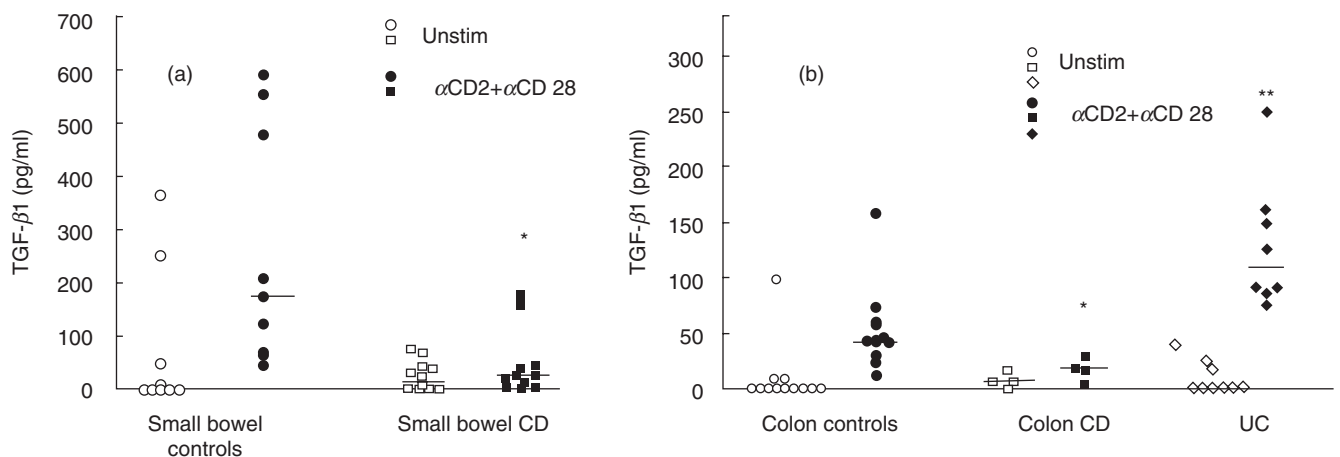 700
600
500
400
300
200
100
0
TGF-β1 (pg/ml)
(a)
Unstim
αCD2+αCD 28
*
Small bowel
controls
Small bowel CD
300
250
200
150
100
50
0
TGF-β1 (pg/ml)
(b)
Unstim
αCD2+αCD 28
*
**
Colon controls
Colon CD
UC